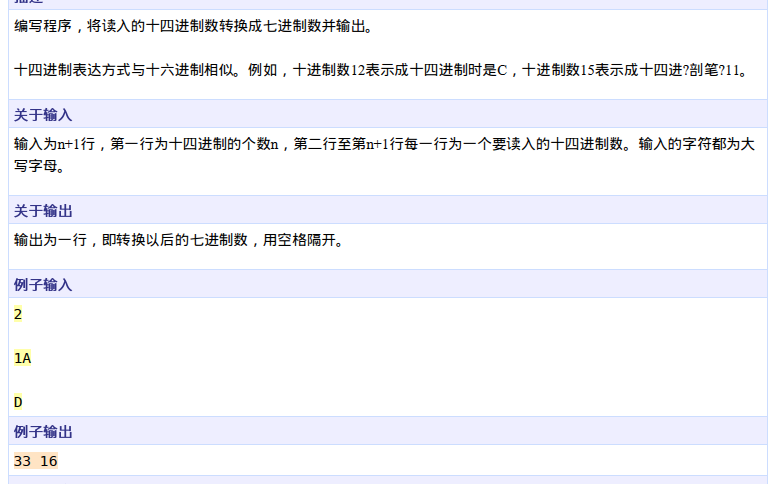 描述
编写程序，将读入的十四进制数转换成七进制数并输出。
十四进制表达方式与十六进制相似。例如，十进制数12表示成十四进制时是C，十进制数15表示成十四进?剖笔?11。
关于输入
输入为n+1行，第一行为十四进制的个数n，第二行至第n+1行每一行为一个要读入的十四进制数。输入的字符都为大
写字母。
关于输出
输出为一行，即转换以后的七进制数，用空格隔开。
例子输入
2
1A
D
例子输出
33 16